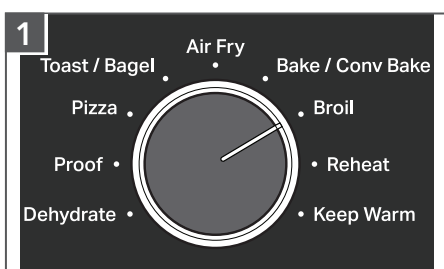 1
Air Fry
Toast / Bagel
Bake / Conv Bake
Pizza
Broil
Proof
Reheat
Dehydrate
Keep Warm